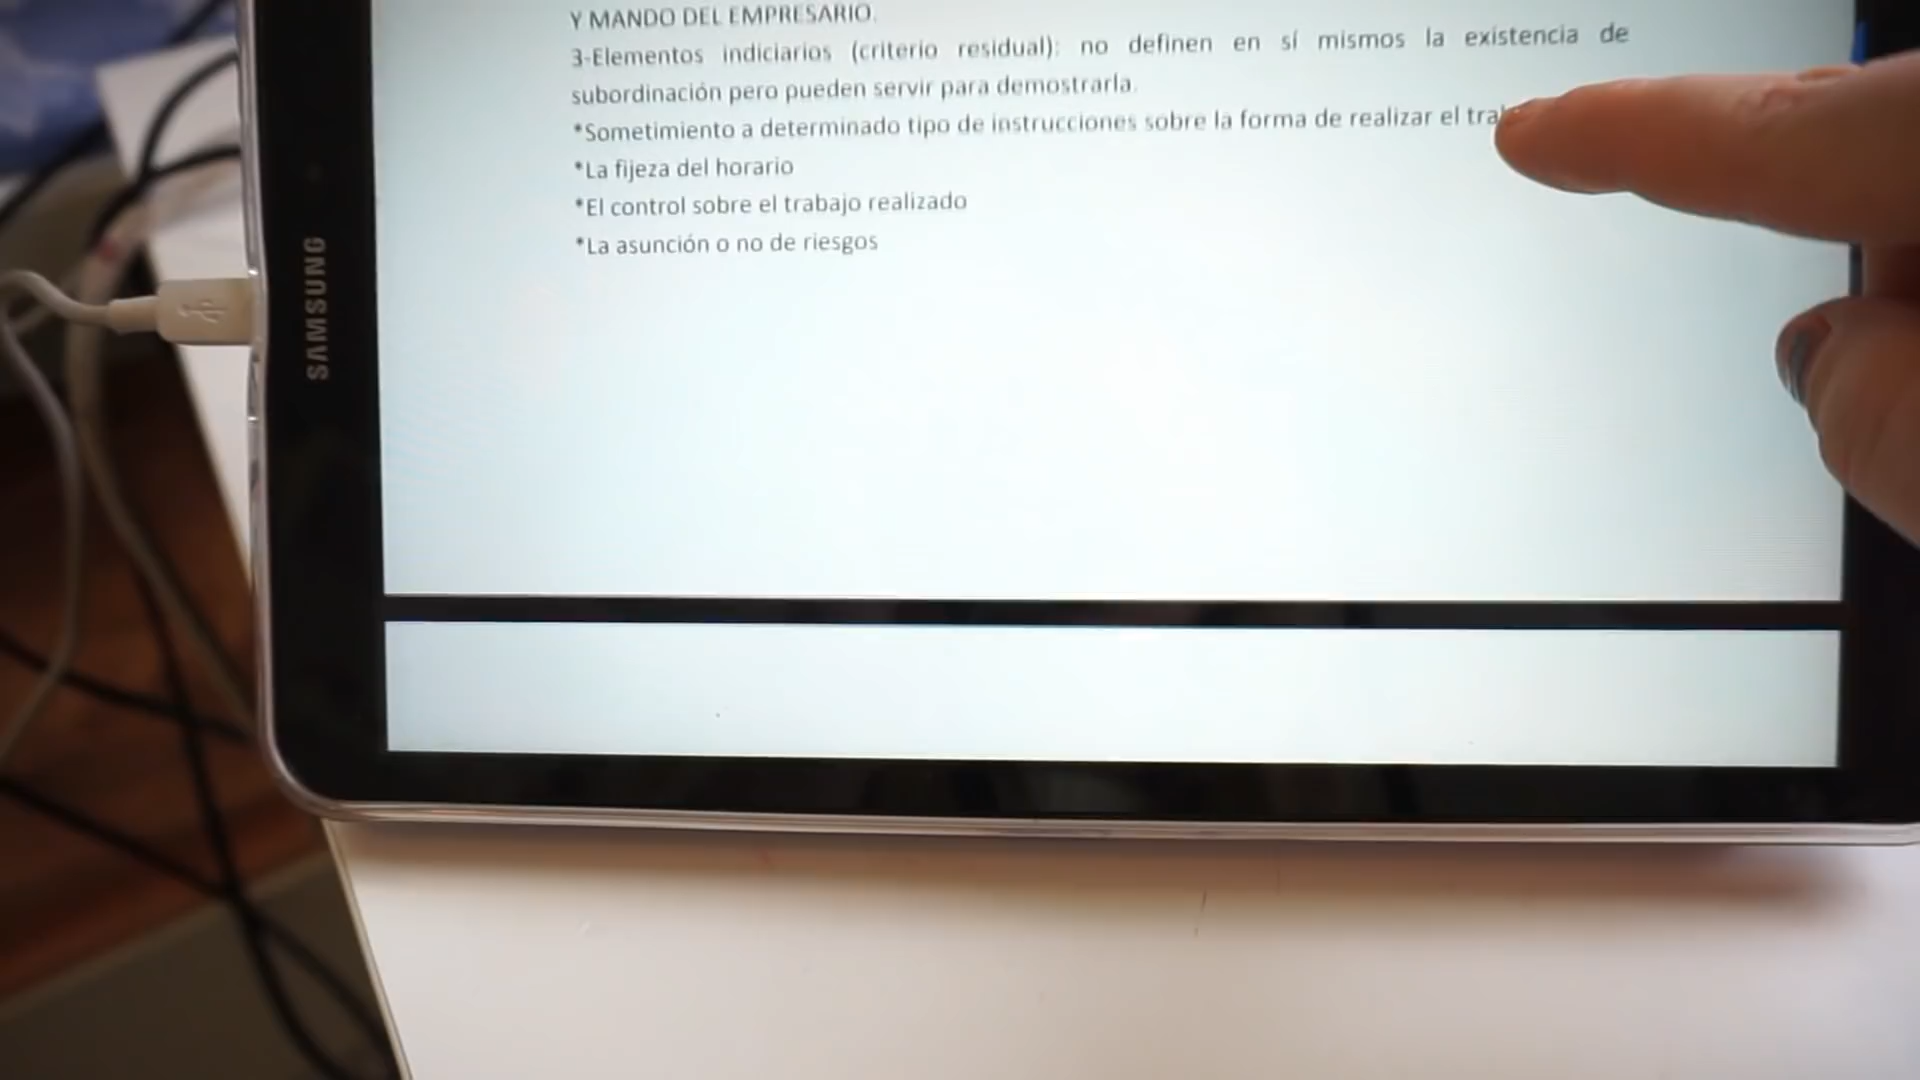 Y MANDO DEL EMPRESARIO.
3-Elementos indiciarios (criterio residual): no definen en sí mismos la existencia de
subordinación pero pueden servir para demostrarla.
*Sometimiento a determinado tipo de instrucciones sobre la forma de realizar el
*La fijeza del horario
*El control sobre el trabajo realizado
*La asunción o no de riesgos
SAMSUNG